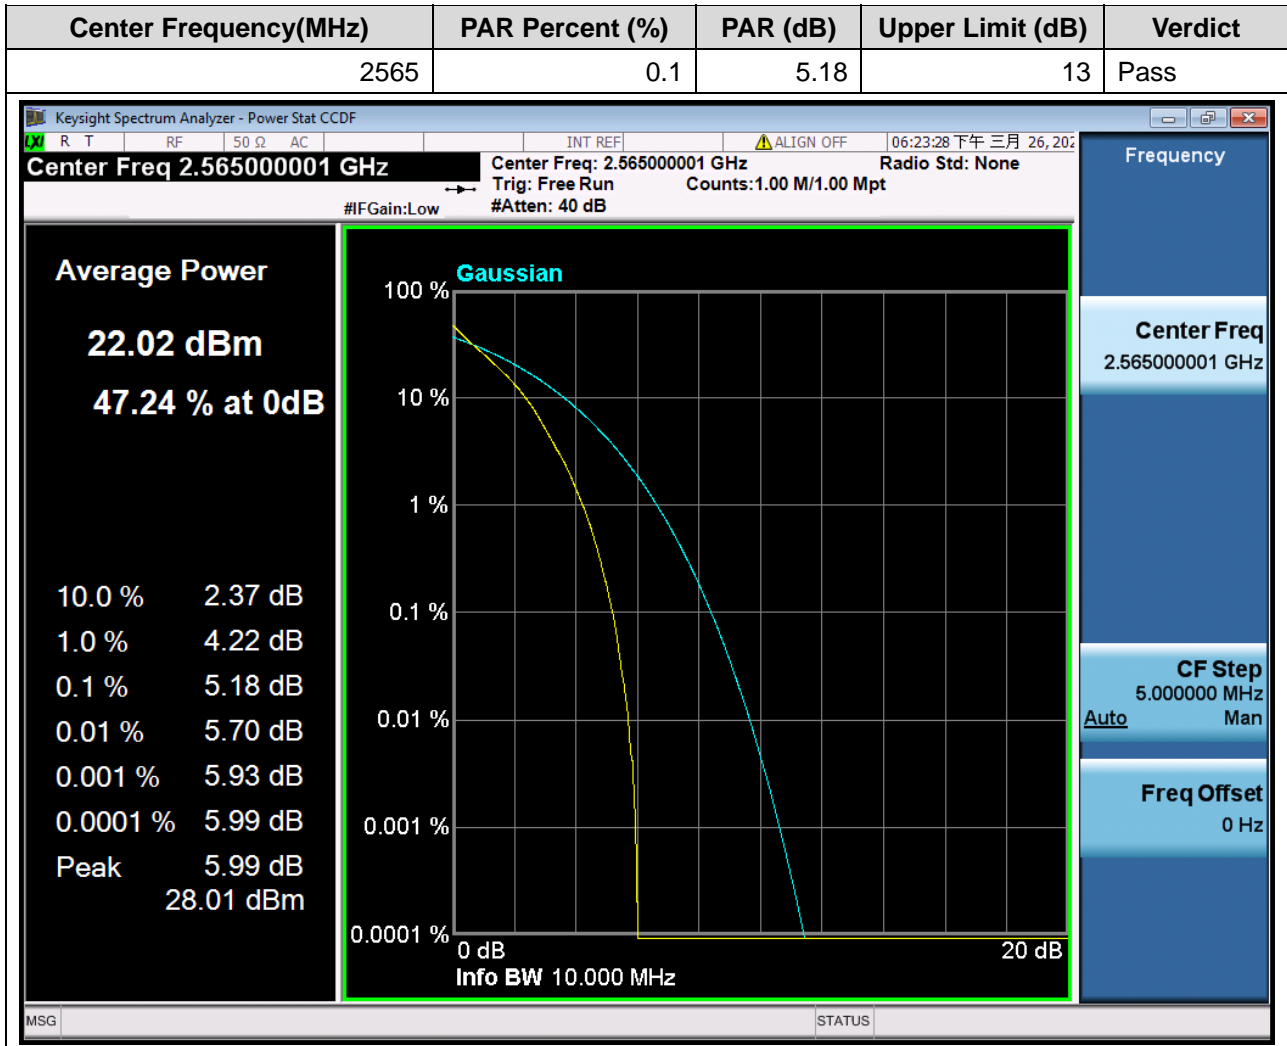 Center Frequency(MHz) PAR Percent (%) PAR (dB) Upper Limit (dB) Verdict
2565 0.1 5.18 13 Pass
Keysight Spectrum Analyzer - Power Stat CCDF
LXI R T RF 50 Ω AC INT REF ALIGN OFF 06:23:28 下午 三月 26, 202
Center Freq 2.565000001 GHz
Center Freq: 2.565000001 GHz Radio Std: None
Trig: Free Run Counts:1.00 M/1.00 Mpt
#IFGain:Low #Atten: 40 dB
Average Power
22.02 dBm
47.24 % at 0dB
10.0 % 2.37 dB
1.0 % 4.22 dB
0.1 % 5.18 dB
0.01 % 5.70 dB
0.001 % 5.93 dB
0.0001 % 5.99 dB
Peak 5.99 dB
28.01 dBm
Gaussian
100 %
10 %
1 %
0.1 %
0.01 %
0.001 %
0.0001 %
0 dB 20 dB
Info BW 10.000 MHz
Frequency
Center Freq
2.565000001 GHz
CF Step
5.000000 MHz
Auto Man
Freq Offset
0 Hz
MSG STATUS